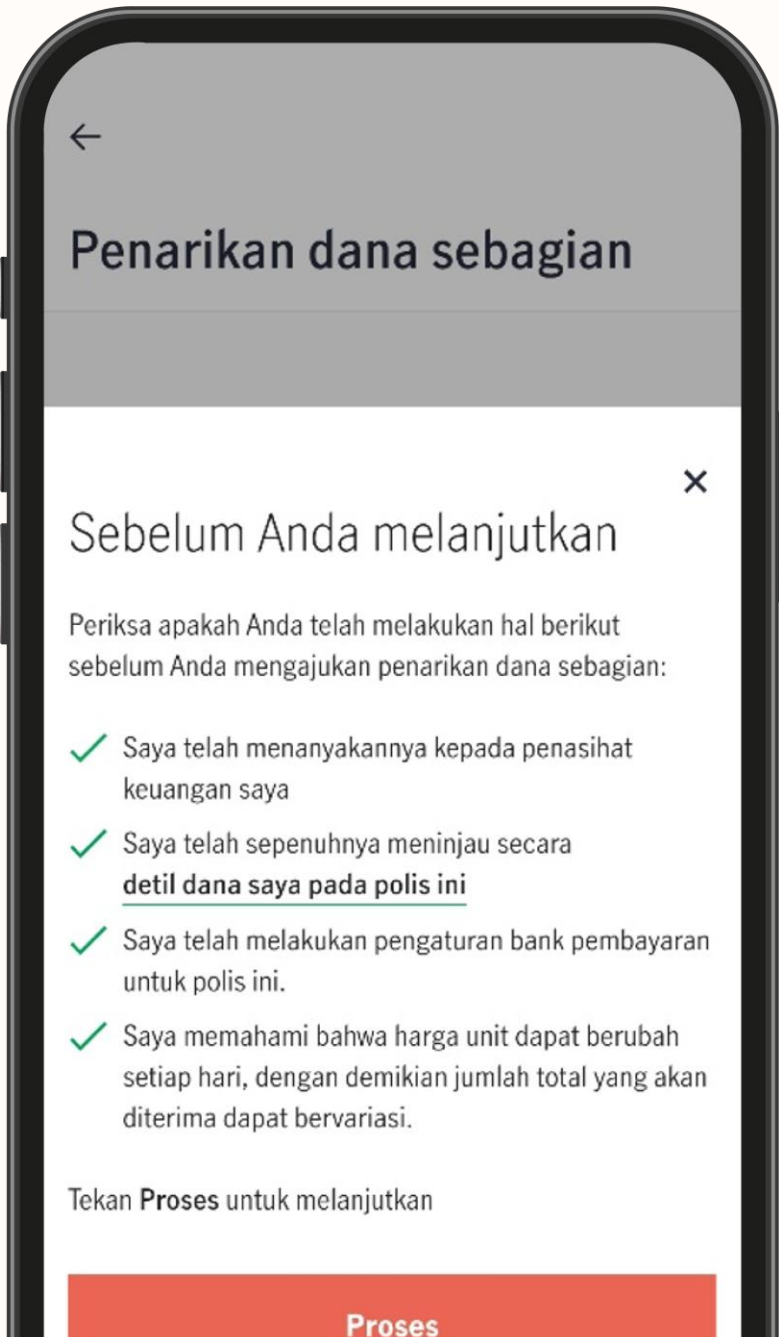 Penarikan dana sebagian
Sebelum Anda melanjutkan
Periksa apakah Anda telah melakukan hal berikut
sebelum Anda mengajukan penarikan dana sebagian:
Saya telah menanyakannya kepada penasihat
keuangan saya
Saya telah sepenuhnya meninjau secara
detil dana saya pada polis ini
Saya telah melakukan pengaturan bank pembayaran
untuk polis ini.
Saya memahami bahwa harga unit dapat berubah
setiap hari, dengan demikian jumlah total yang akan
diterima dapat bervariasi.
Tekan Proses untuk melanjutkan
Proses